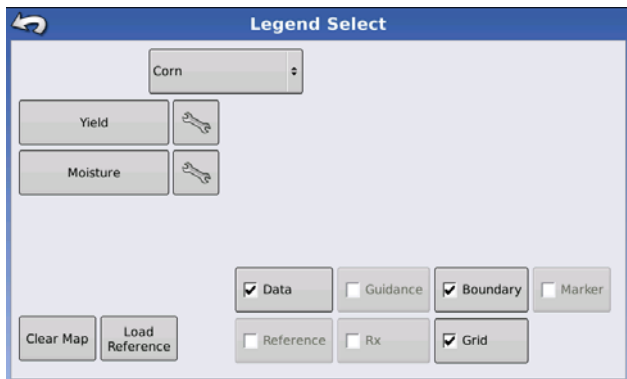 Legend Select
Corn
Yield
Moisture
Data
Guidance
Boundary
Marker
Clear Map
Load
Reference
Reference
Rx
Grid